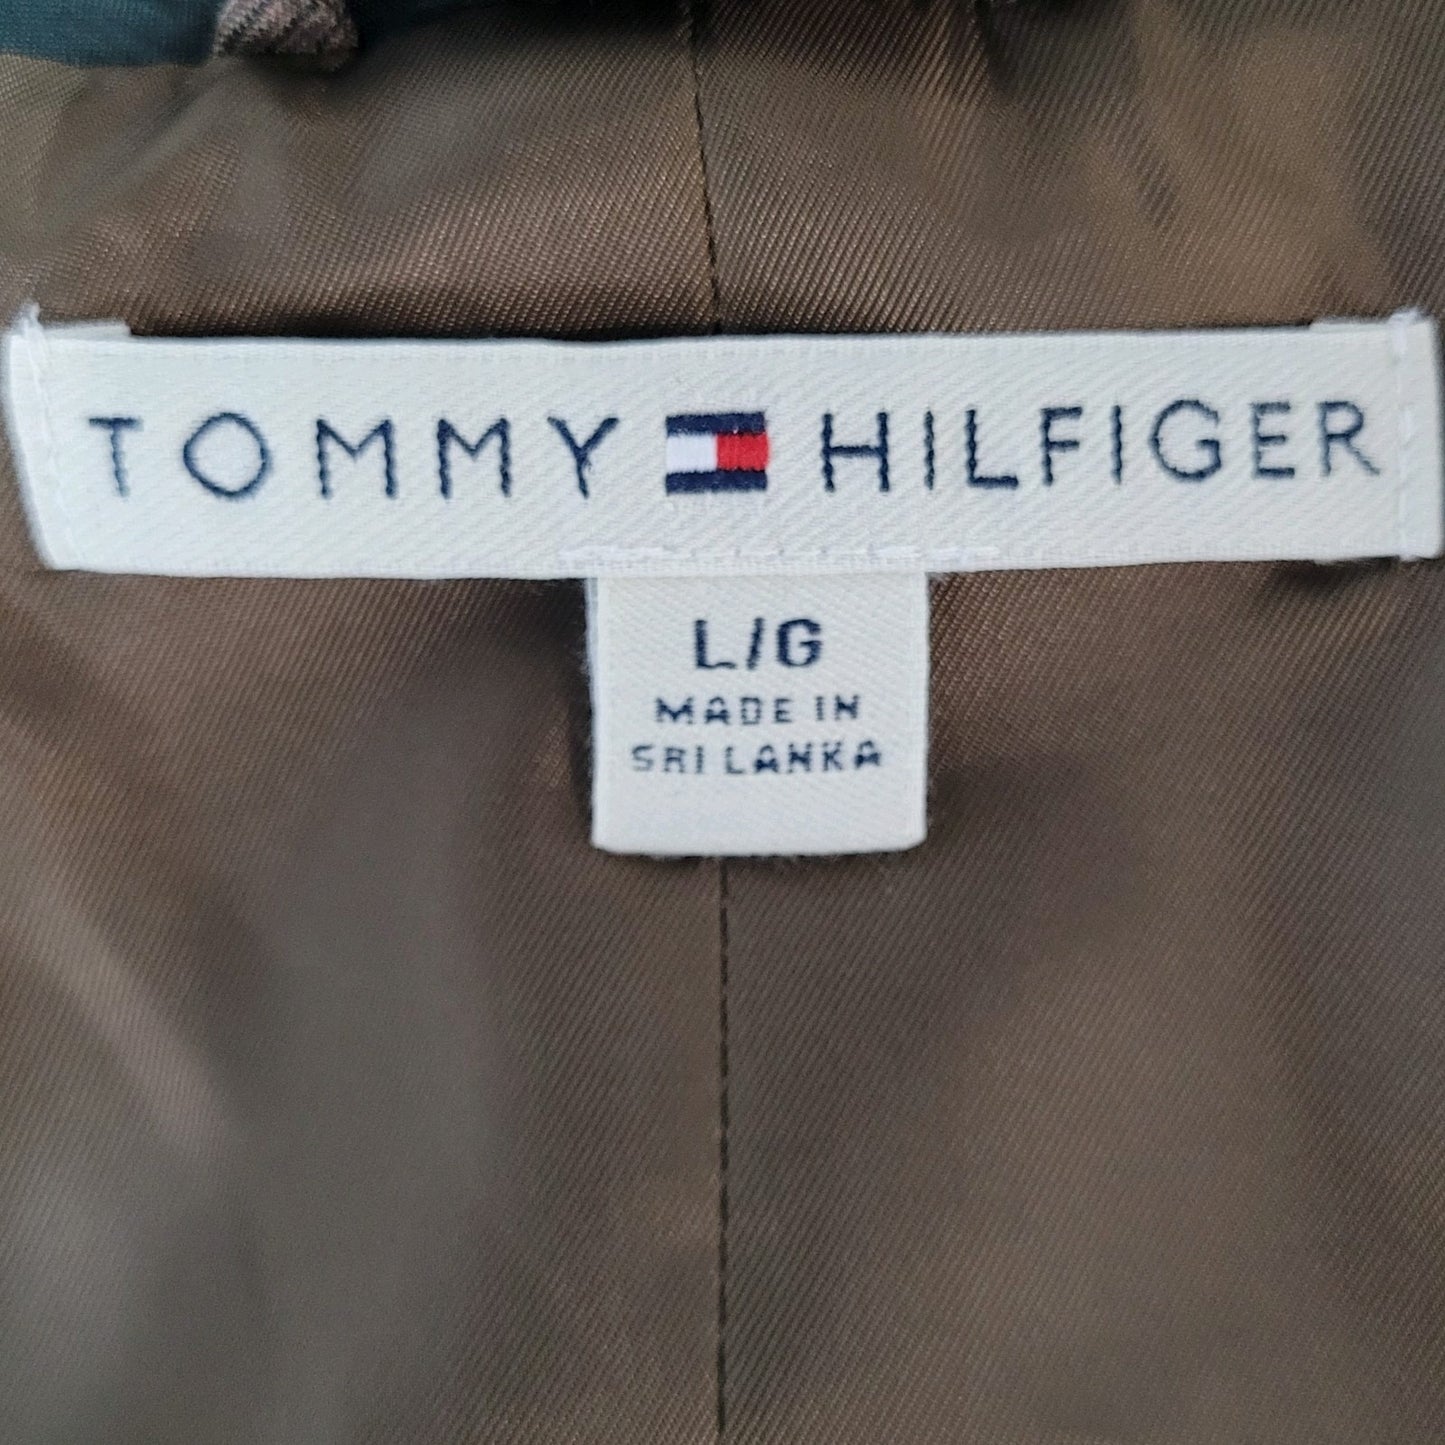 TOMMY HILFIGER
L/G
MADE IN
SRI LANKA